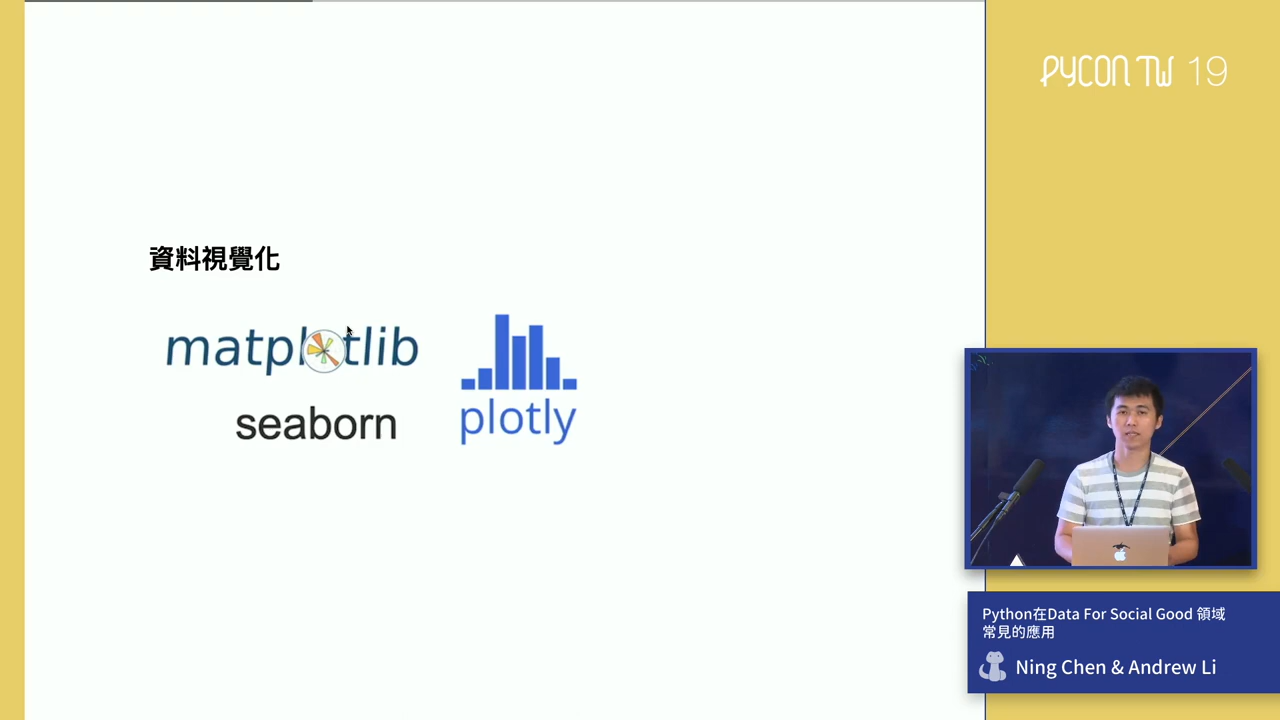 PYCON TW 19
資料視覺化
matplotlib
seaborn
plotly
Python在Data For Social Good 領域
常見的應用
Ning Chen & Andrew Li